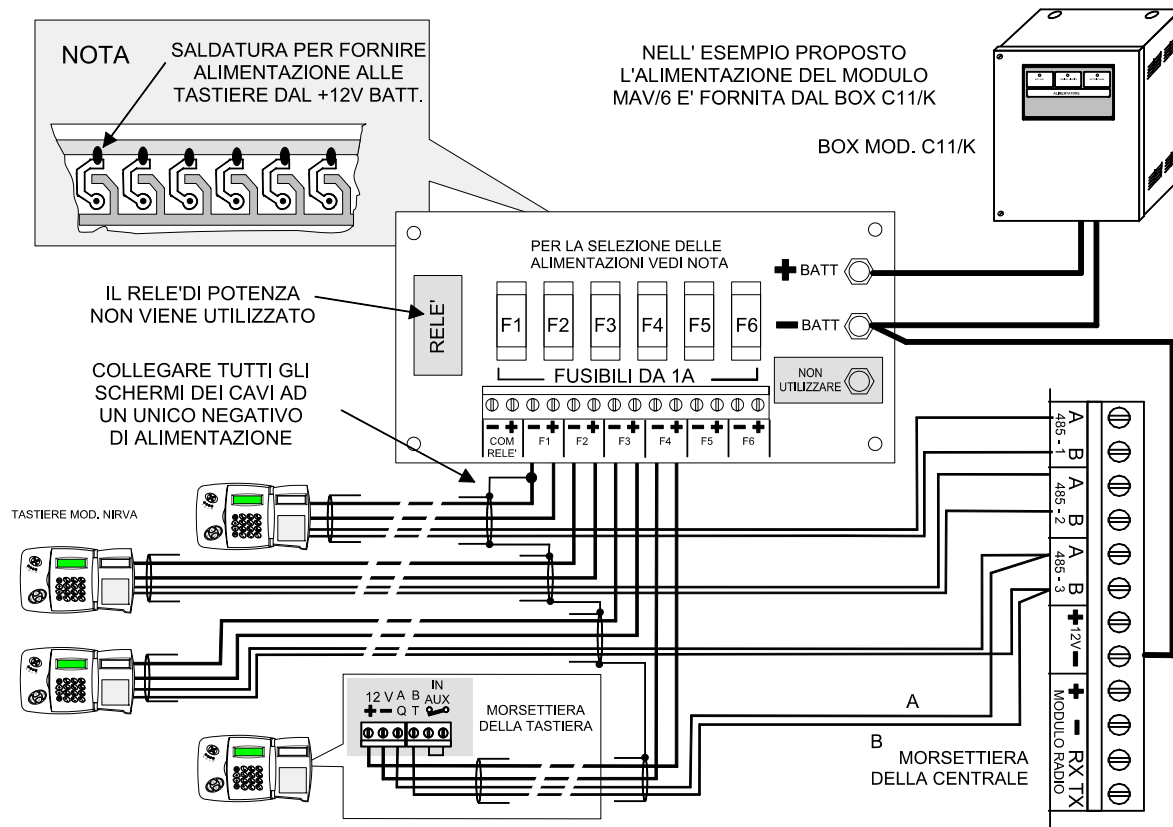 NOTA
SALDATURA PER FORNIRE
ALIMENTAZIONE ALLE
TASTIERE DAL +12V BATT.
NELL' ESEMPIO PROPOSTO
L'ALIMENTAZIONE DEL MODULO
MAV/6 E' FORNITA DAL BOX C11/K
BOX MOD. C11/K
ALIMENTATORE
PER LA SELEZIONE DELLE
ALIMENTAZIONI VEDI NOTA
+ BATT
- BATT
RELE'
F1 F2 F3 F4 F5 F6
FUSIBILI DA 1A
NON
UTILIZZARE
- + - + - + - + - + - + - +
COM
RELE'
F1 F2 F3 F4 F5 F6
IL RELE'DI POTENZA
NON VIENE UTILIZZATO
COLLEGARE TUTTI GLI
SCHERMI DEI CAVI AD
UN UNICO NEGATIVO
DI ALIMENTAZIONE
TASTIERE MOD. NIRVA
A
B
485 - 1
A
B
485 - 2
A
B
485 - 3
+
12V
-
+
-
RX TX
MODULO RADIO
12 V A B
+ - Q T
IN
AUX
MORSETTIERA
DELLA TASTIERA
A
B
MORSETTIERA
DELLA CENTRALE